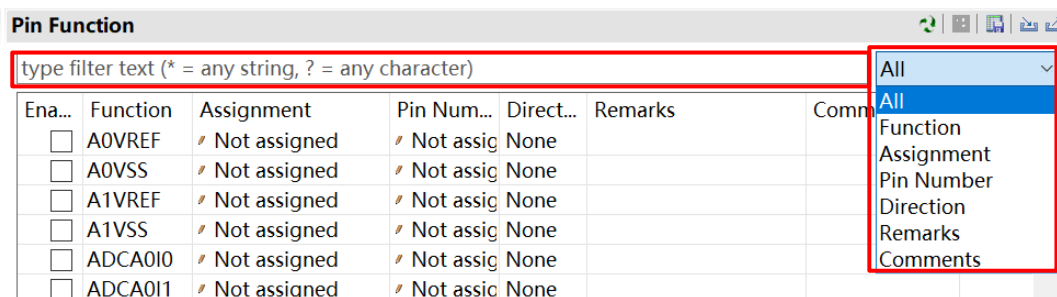 Pin Function
type filter text (* = any string, ? = any character)
All
Ena... Function Assignment Pin Num... Direct... Remarks Comm
All
Function
Assignment
Pin Number
Direction
Remarks
Comments
A0VREF Not assigned Not assig None
A0VSS Not assigned Not assig None
A1VREF Not assigned Not assig None
A1VSS Not assigned Not assig None
ADCA0I0 Not assigned Not assig None
ADCA0I1 Not assigned Not assig None